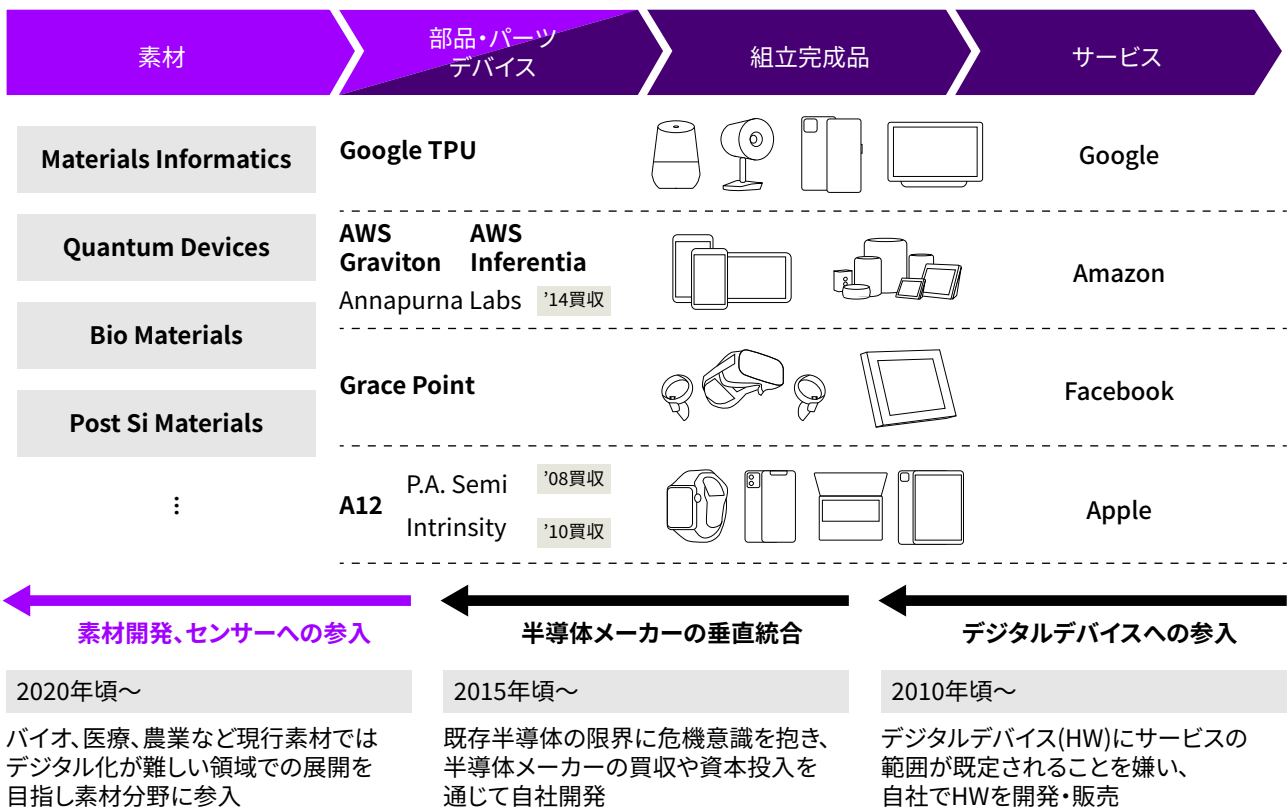 素材
部品・パーツ
デバイス
組立完成品
サービス
Materials Informatics
Quantum Devices
Bio Materials
Post Si Materials
⋮
Google TPU
Google
AWS
Graviton
AWS
Inferentia
Annapurna Labs
’14買収
Amazon
Grace Point
Facebook
A12
P.A. Semi
’08買収
Intrinsity
’10買収
Apple
素材開発、センサーへの参入
2020年頃～
バイオ、医療、農業など現行素材では
デジタル化が難しい領域での展開を
目指し素材分野に参入
半導体メーカーの垂直統合
2015年頃～
既存半導体の限界に危機意識を抱き、
半導体メーカーの買収や資本投入を
通じて自社開発
デジタルデバイスへの参入
2010年頃～
デジタルデバイス(HW)にサービスの
範囲が既定されることを嫌い、
自社でHWを開発・販売